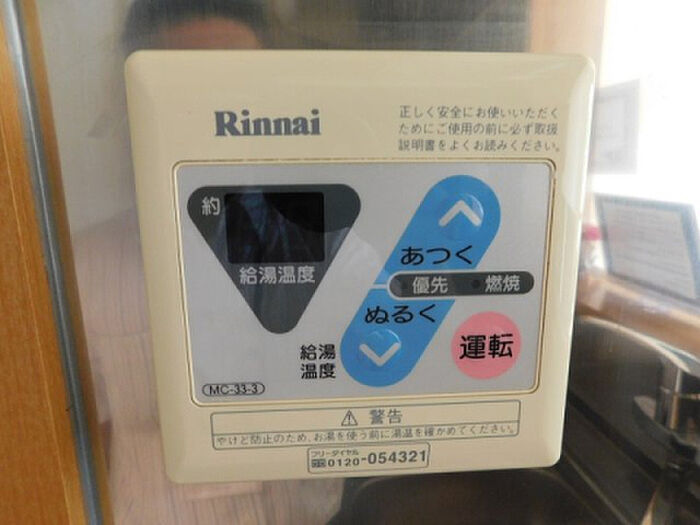 Rinnai
正しく安全にお使いいただく
ためにご使用の前に必ず取扱
説明書をよくお読みください。
約
給湯温度
あつく
優先 燃焼
ぬるく
給湯
温度
運転
MC-33-3
⚠ 警告
やけど防止のため、お湯を使う前に湯温を確かめてください。
フリーダイヤル
0120-054321